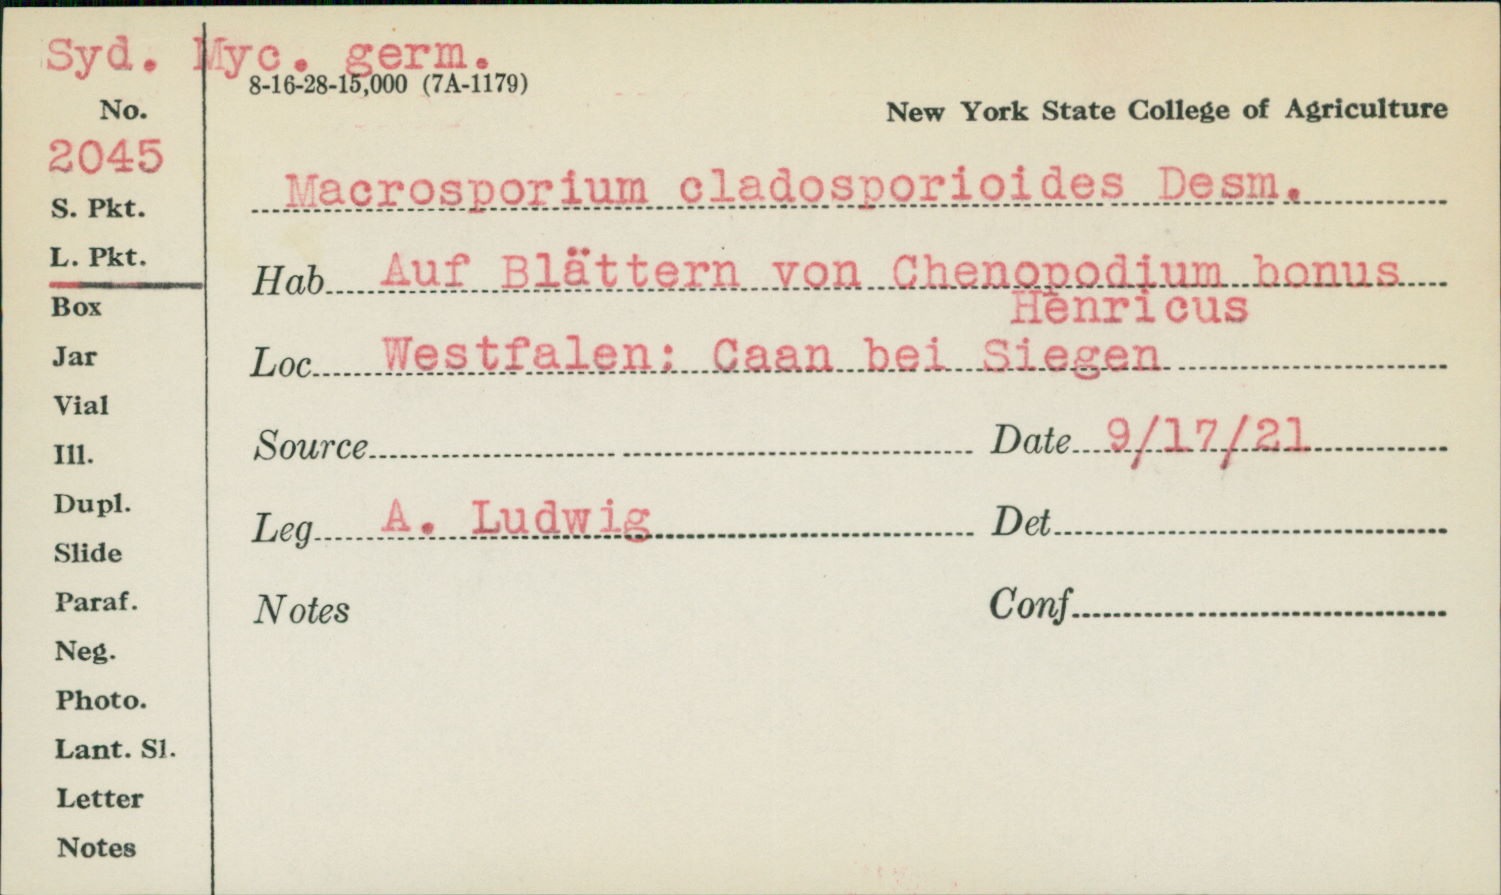 Syd. Myc. germ.
8-16-28-15,000 (7A-1179)
No.
New York State College of Agriculture
2045
Macrosporium cladosporioides Desm.
S. Pkt.
L. Pkt.
Hab Auf Blättern von Chenopodium bonus
Henricus
Box
Loc Westfalen: Caan bei Siegen
Jar
Vial
Source Date 9/17/21
Ill.
Dupl.
Leg A. Ludwig Det
Slide
Paraf.
Notes Conf
Neg.
Photo.
Lant. Sl.
Letter
Notes